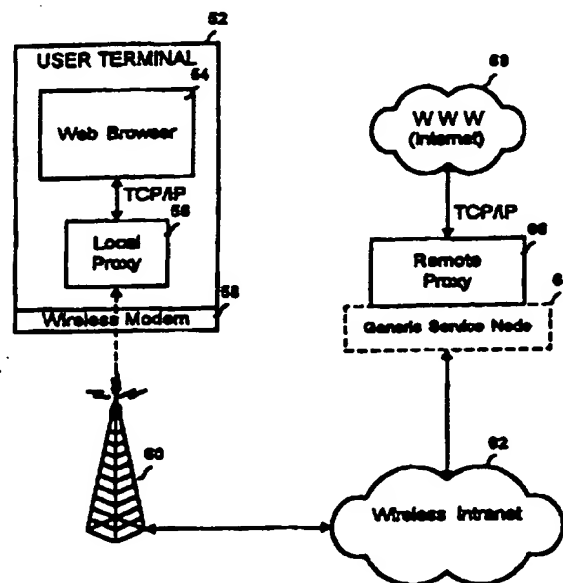 52
USER TERMINAL
54
Web Browser
TCP/IP
56
Local
Proxy
58
Wireless Modem
60
W W W
(Internet)
TCP/IP
Remote
Proxy
6
Generic Service Node
62
Wireless Intranet